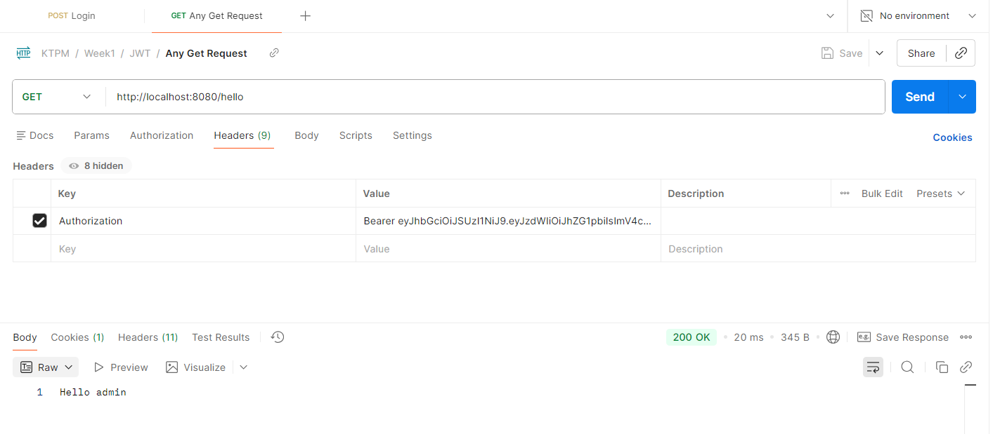 POST Login GET Any Get Request No environment
HTTP KTPM / Week1 / JWT / Any Get Request Save Share
GET http://localhost:8080/hello Send
Docs Params Authorization Headers (9) Body Scripts Settings Cookies
Headers 8 hidden
Key Value Description Bulk Edit Presets
Authorization Bearer eyJhbGciOiJSUzI1NiJ9.eyJzdWIiOiJhZG1pbiIsImV4c...
Key Value Description
Body Cookies (1) Headers (11) Test Results 200 OK • 20 ms • 345 B • e.g. Save Response
Raw Preview Visualize
1 Hello admin